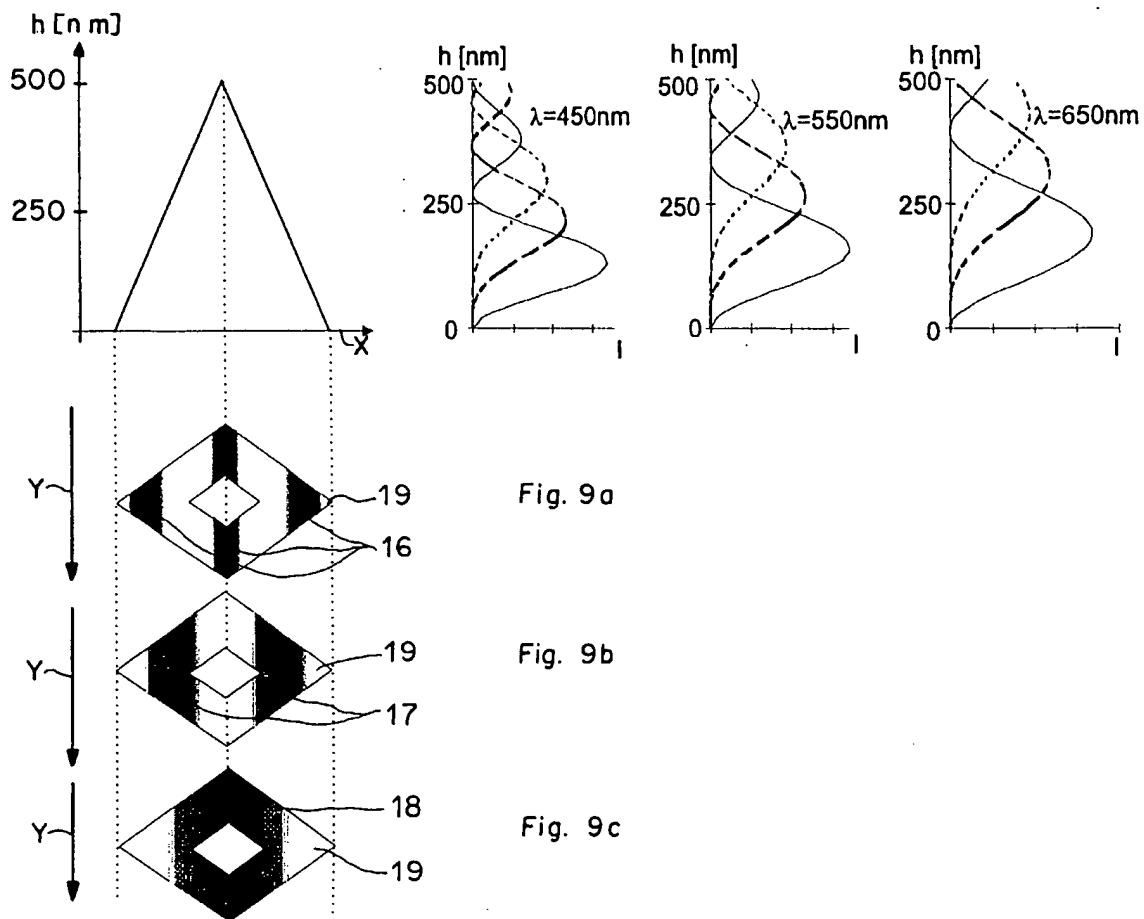 h [nm]
500
250
X
h [nm]
500
250
0
λ=450nm
I
h [nm]
500
250
0
λ=550nm
I
h [nm]
500
250
0
λ=650nm
I
Y
19
16
Fig. 9a
Y
19
17
Fig. 9b
Y
18
19
Fig. 9c